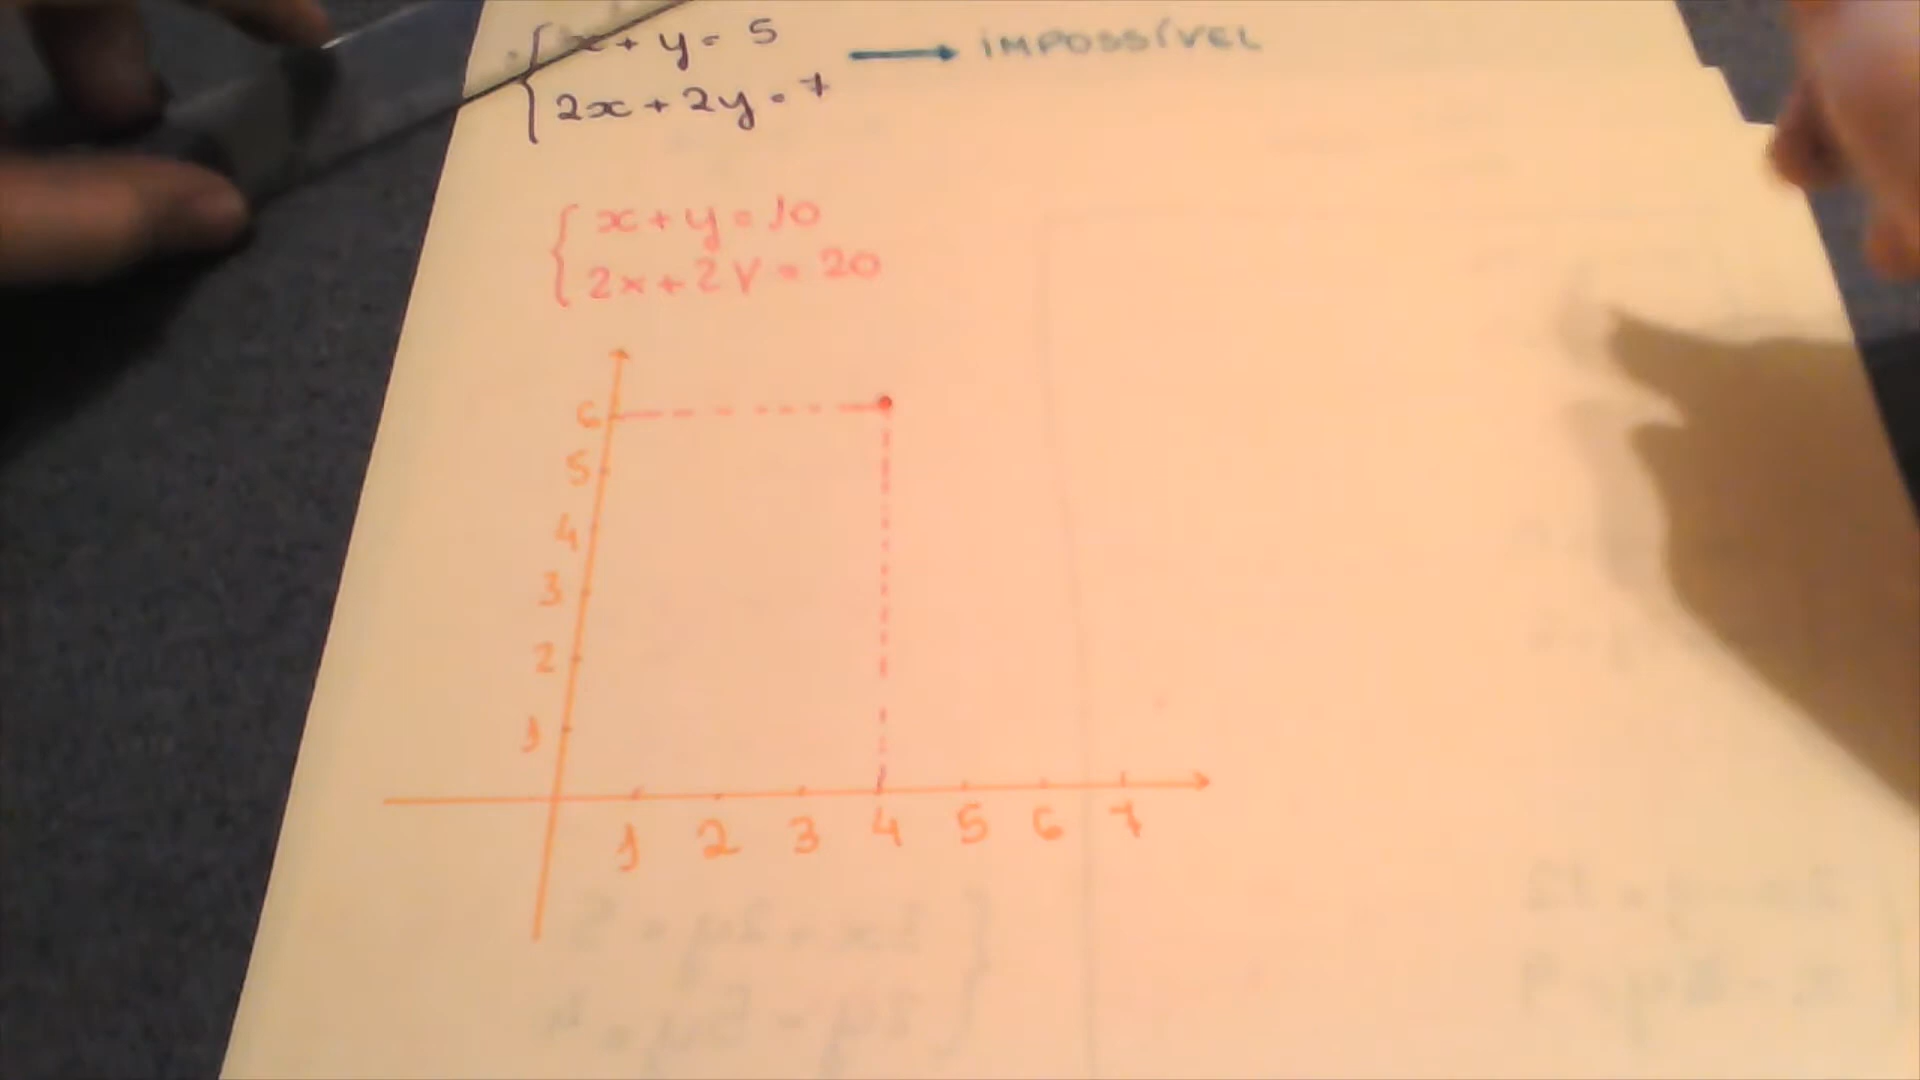 x + y = 5 → IMPOSSÍVEL
2x + 2y = 7
x + y = 10
2x + 2y = 20
6
5
4
3
2
1
1 2 3 4 5 6 7